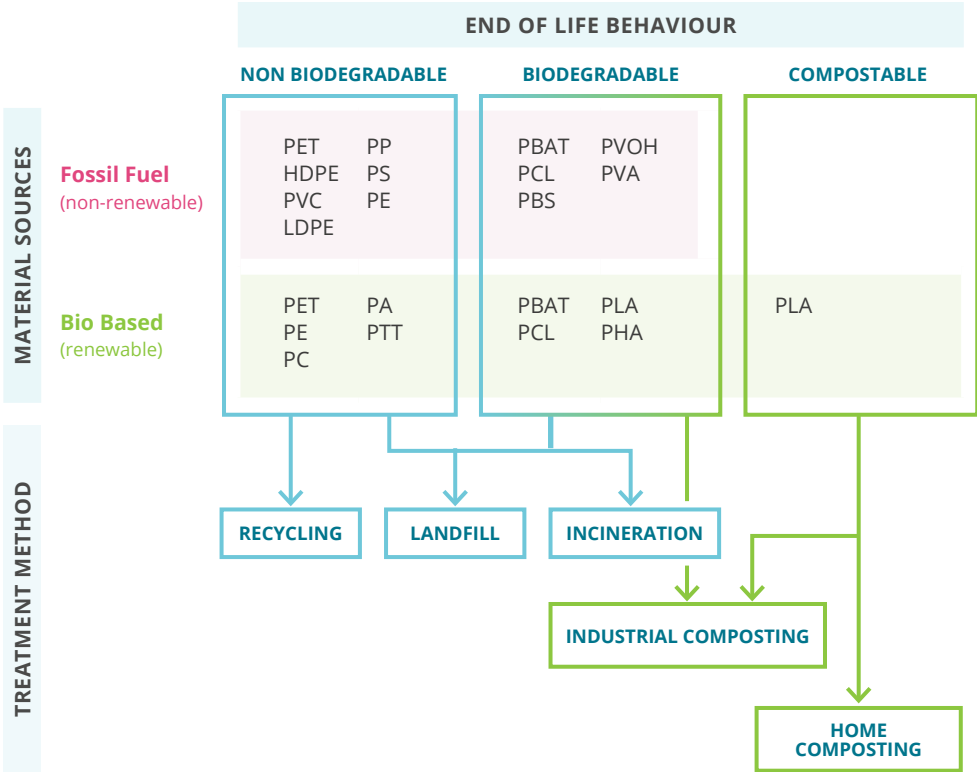 END OF LIFE BEHAVIOUR
NON BIODEGRADABLE
BIODEGRADABLE
COMPOSTABLE
MATERIAL SOURCES
Fossil Fuel
(non-renewable)
PET PP
HDPE PS
PVC PE
LDPE
PBAT PVOH
PCL PVA
PBS
Bio Based
(renewable)
PET PA
PE PTT
PC
PBAT PLA
PCL PHA
PLA
TREATMENT METHOD
RECYCLING
LANDFILL
INCINERATION
INDUSTRIAL COMPOSTING
HOME
COMPOSTING